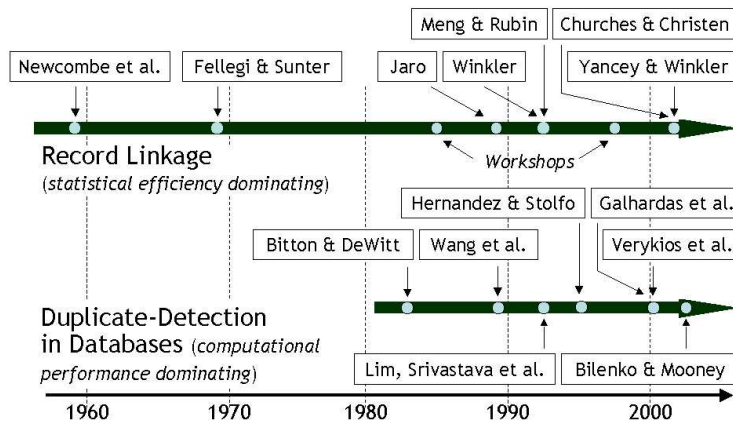 Meng & Rubin
Churches & Christen
Newcombe et al.
Fellegi & Sunter
Jaro
Winkler
Yancey & Winkler
Record Linkage
(statistical efficiency dominating)
Workshops
Hernandez & Stolfo
Galhardas et al.
Bitton & DeWitt
Wang et al.
Verykios et al.
Duplicate-Detection
in Databases (computational
performance dominating)
Lim, Srivastava et al.
Bilenko & Mooney
1960
1970
1980
1990
2000